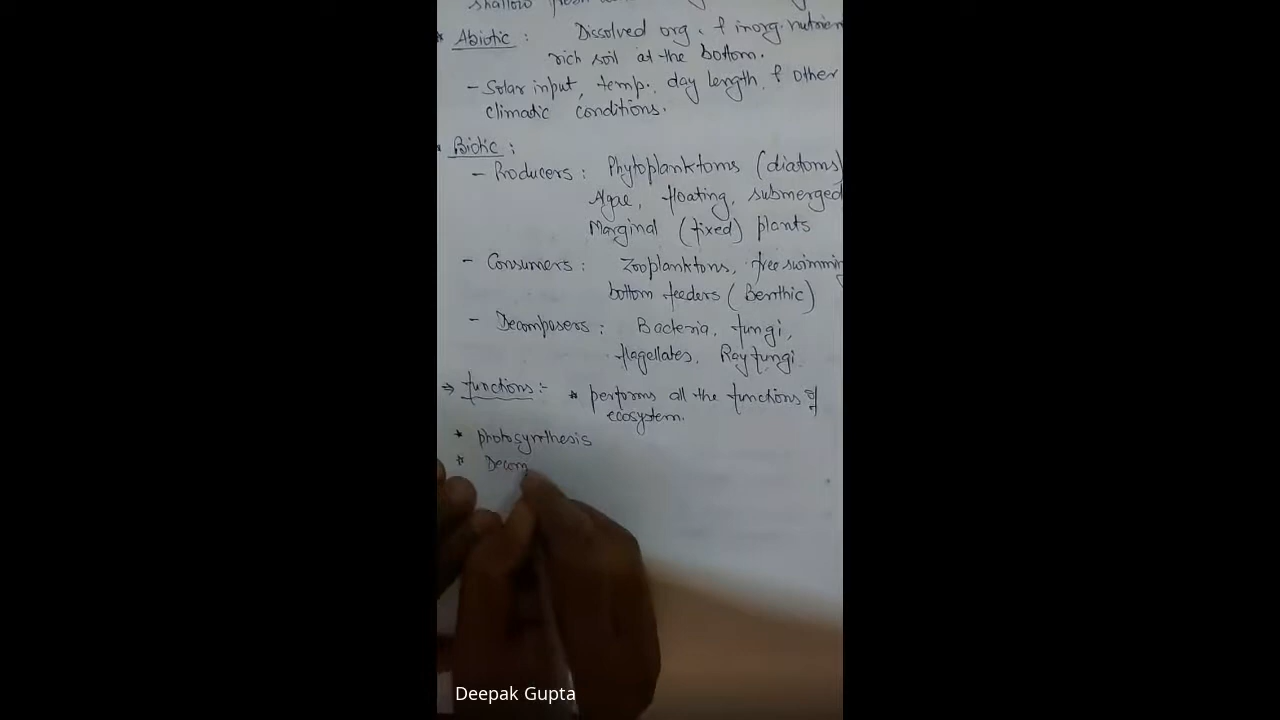 shallow
* Abiotic : Dissolved org. & inorg. nutrien
rich soil at the bottom.
- Solar input, temp., day length, & other
climatic conditions.
Biotic :
- Producers : Phytoplanktoms (diatoms)
Algae, floating, submerged
Marginal (fixed) plants
- Consumers : Zooplanktons, free swimmin
bottom feeders (Benthic)
- Decomposers : Bacteria, fungi,
flagellates, Ray fungi
⇒ functions :- * performs all the functions of
ecosystem.
* photosynthesis
* Decom
Deepak Gupta